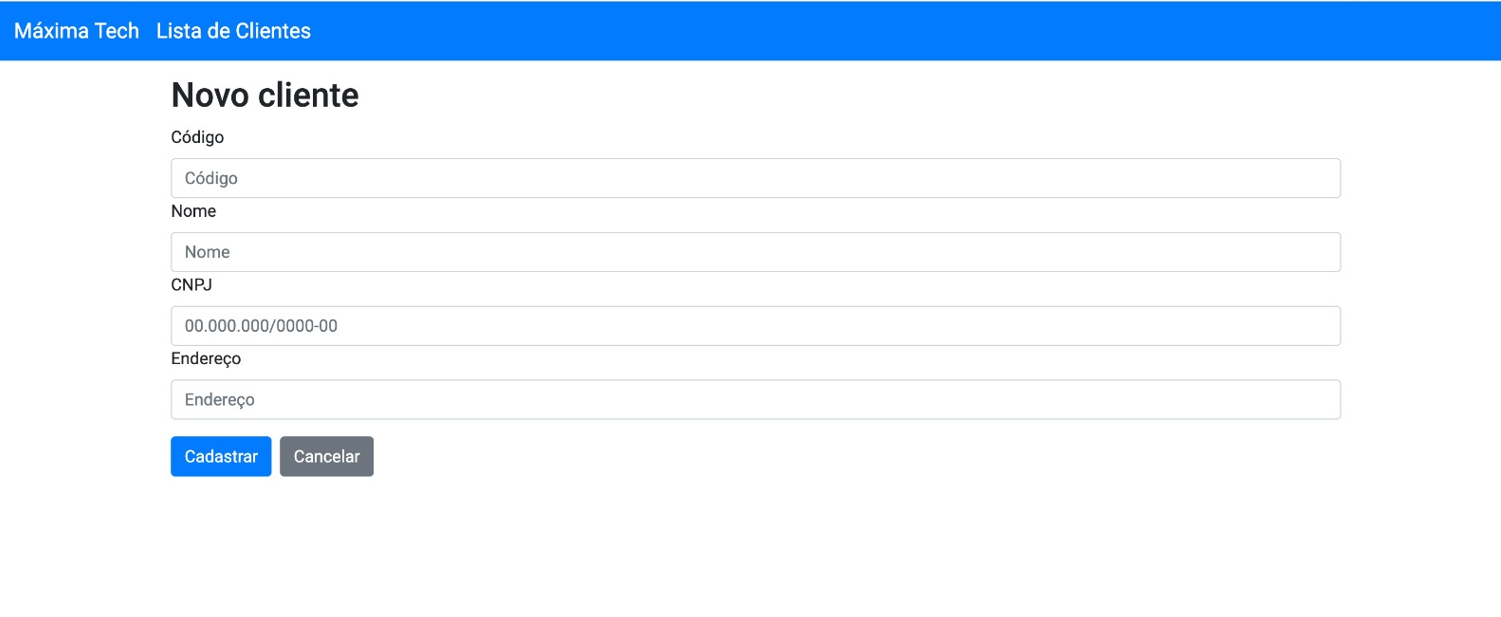 Máxima Tech Lista de Clientes
Novo cliente
Código
Código
Nome
Nome
CNPJ
00.000.000/0000-00
Endereço
Endereço
Cadastrar Cancelar